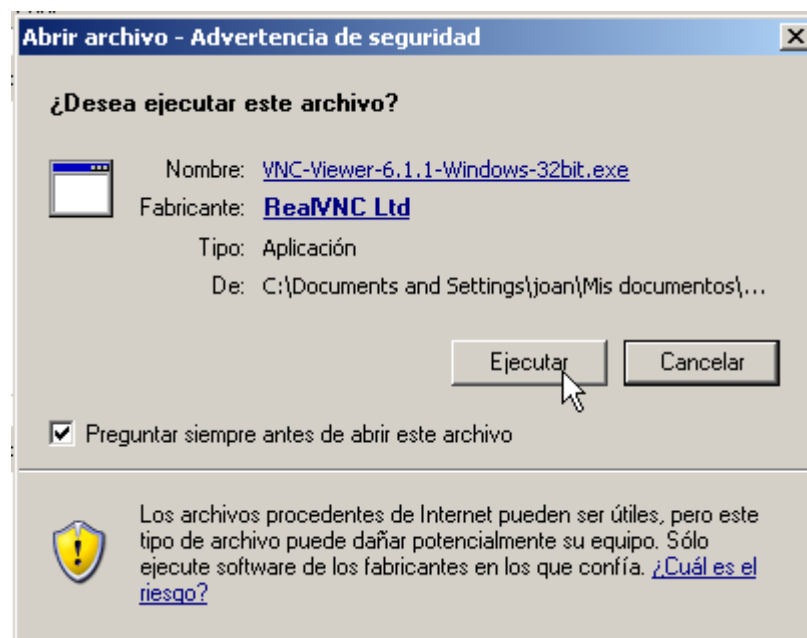 Abrir archivo - Advertencia de seguridad
¿Desea ejecutar este archivo?
Nombre: VNC-Viewer-6.1.1-Windows-32bit.exe
Fabricante: RealVNC Ltd
Tipo: Aplicación
De: C:\Documents and Settings\joan\Mis documentos\...
Ejecutar Cancelar
Preguntar siempre antes de abrir este archivo
Los archivos procedentes de Internet pueden ser útiles, pero este
tipo de archivo puede dañar potencialmente su equipo. Sólo
ejecute software de los fabricantes en los que confía. ¿Cuál es el
riesgo?